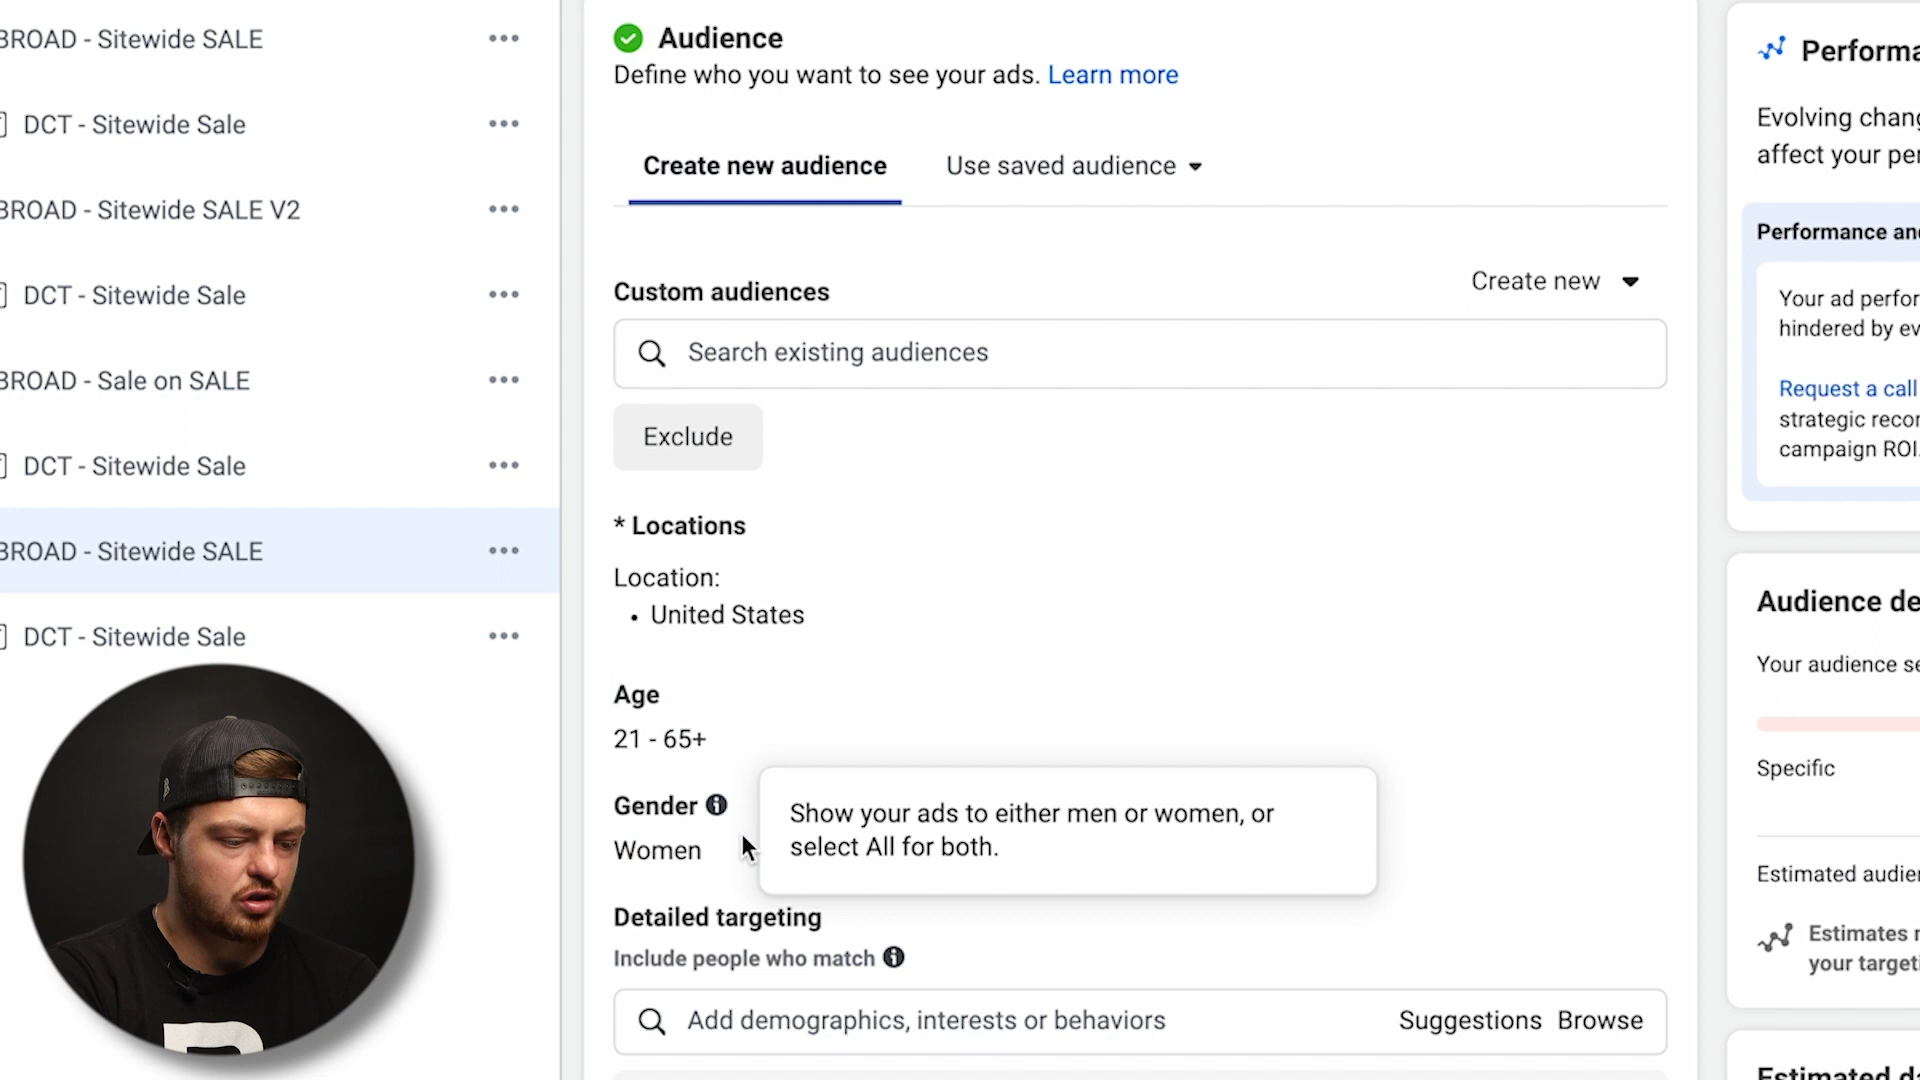 BROAD - Sitewide SALE
DCT - Sitewide Sale
BROAD - Sitewide SALE V2
DCT - Sitewide Sale
BROAD - Sale on SALE
DCT - Sitewide Sale
BROAD - Sitewide SALE
DCT - Sitewide Sale
Audience
Define who you want to see your ads. Learn more
Create new audience
Use saved audience
Custom audiences
Create new
Search existing audiences
Exclude
* Locations
Location:
• United States
Age
21 - 65+
Gender
Women
Show your ads to either men or women, or
select All for both.
Detailed targeting
Include people who match
Add demographics, interests or behaviors
Suggestions Browse
Performa
Evolving chang
affect your per
Performance and
Your ad perfor
hindered by ev
Request a call
strategic recor
campaign ROI.
Audience de
Your audience se
Specific
Estimated audien
Estimates
your targeti
Estimated da